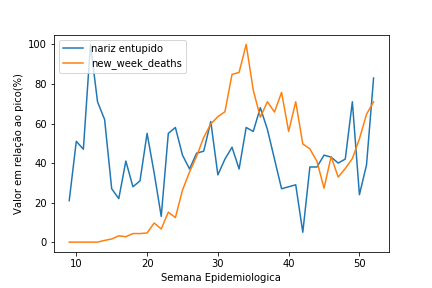 nariz entupido
new_week_deaths
Valor em relação ao pico(%)
100
80
60
40
20
0
10
20
30
40
50
Semana Epidemiologica